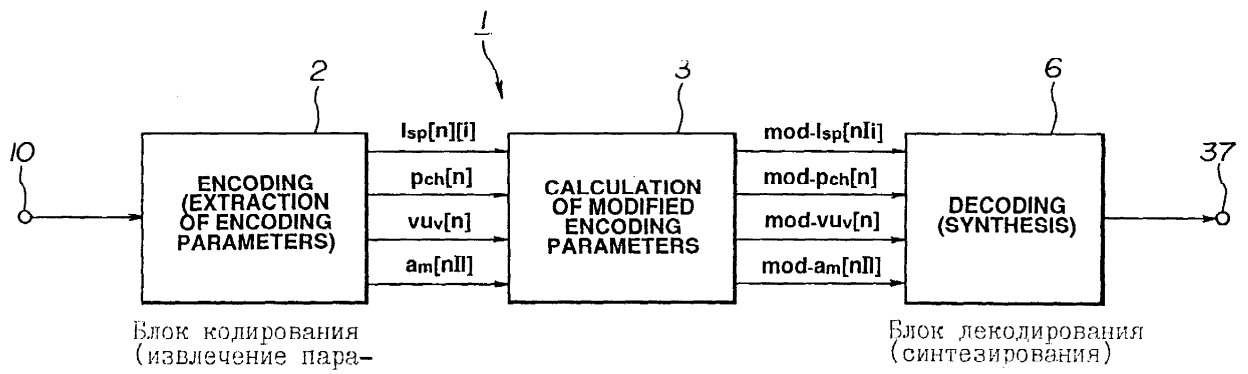 1
2
3
6
10
37
ENCODING
(EXTRACTION
OF ENCODING
PARAMETERS)
lsp[n][i]
pch[n]
vuv[n]
am[nIl]
CALCULATION
OF MODIFIED
ENCODING
PARAMETERS
mod-lsp[nIi]
mod-pch[n]
mod-vuv[n]
mod-am[nIl]
DECODING
(SYNTHESIS)
Блок кодирования
(извлечение пара-
Блок декодирования
(синтезирования)